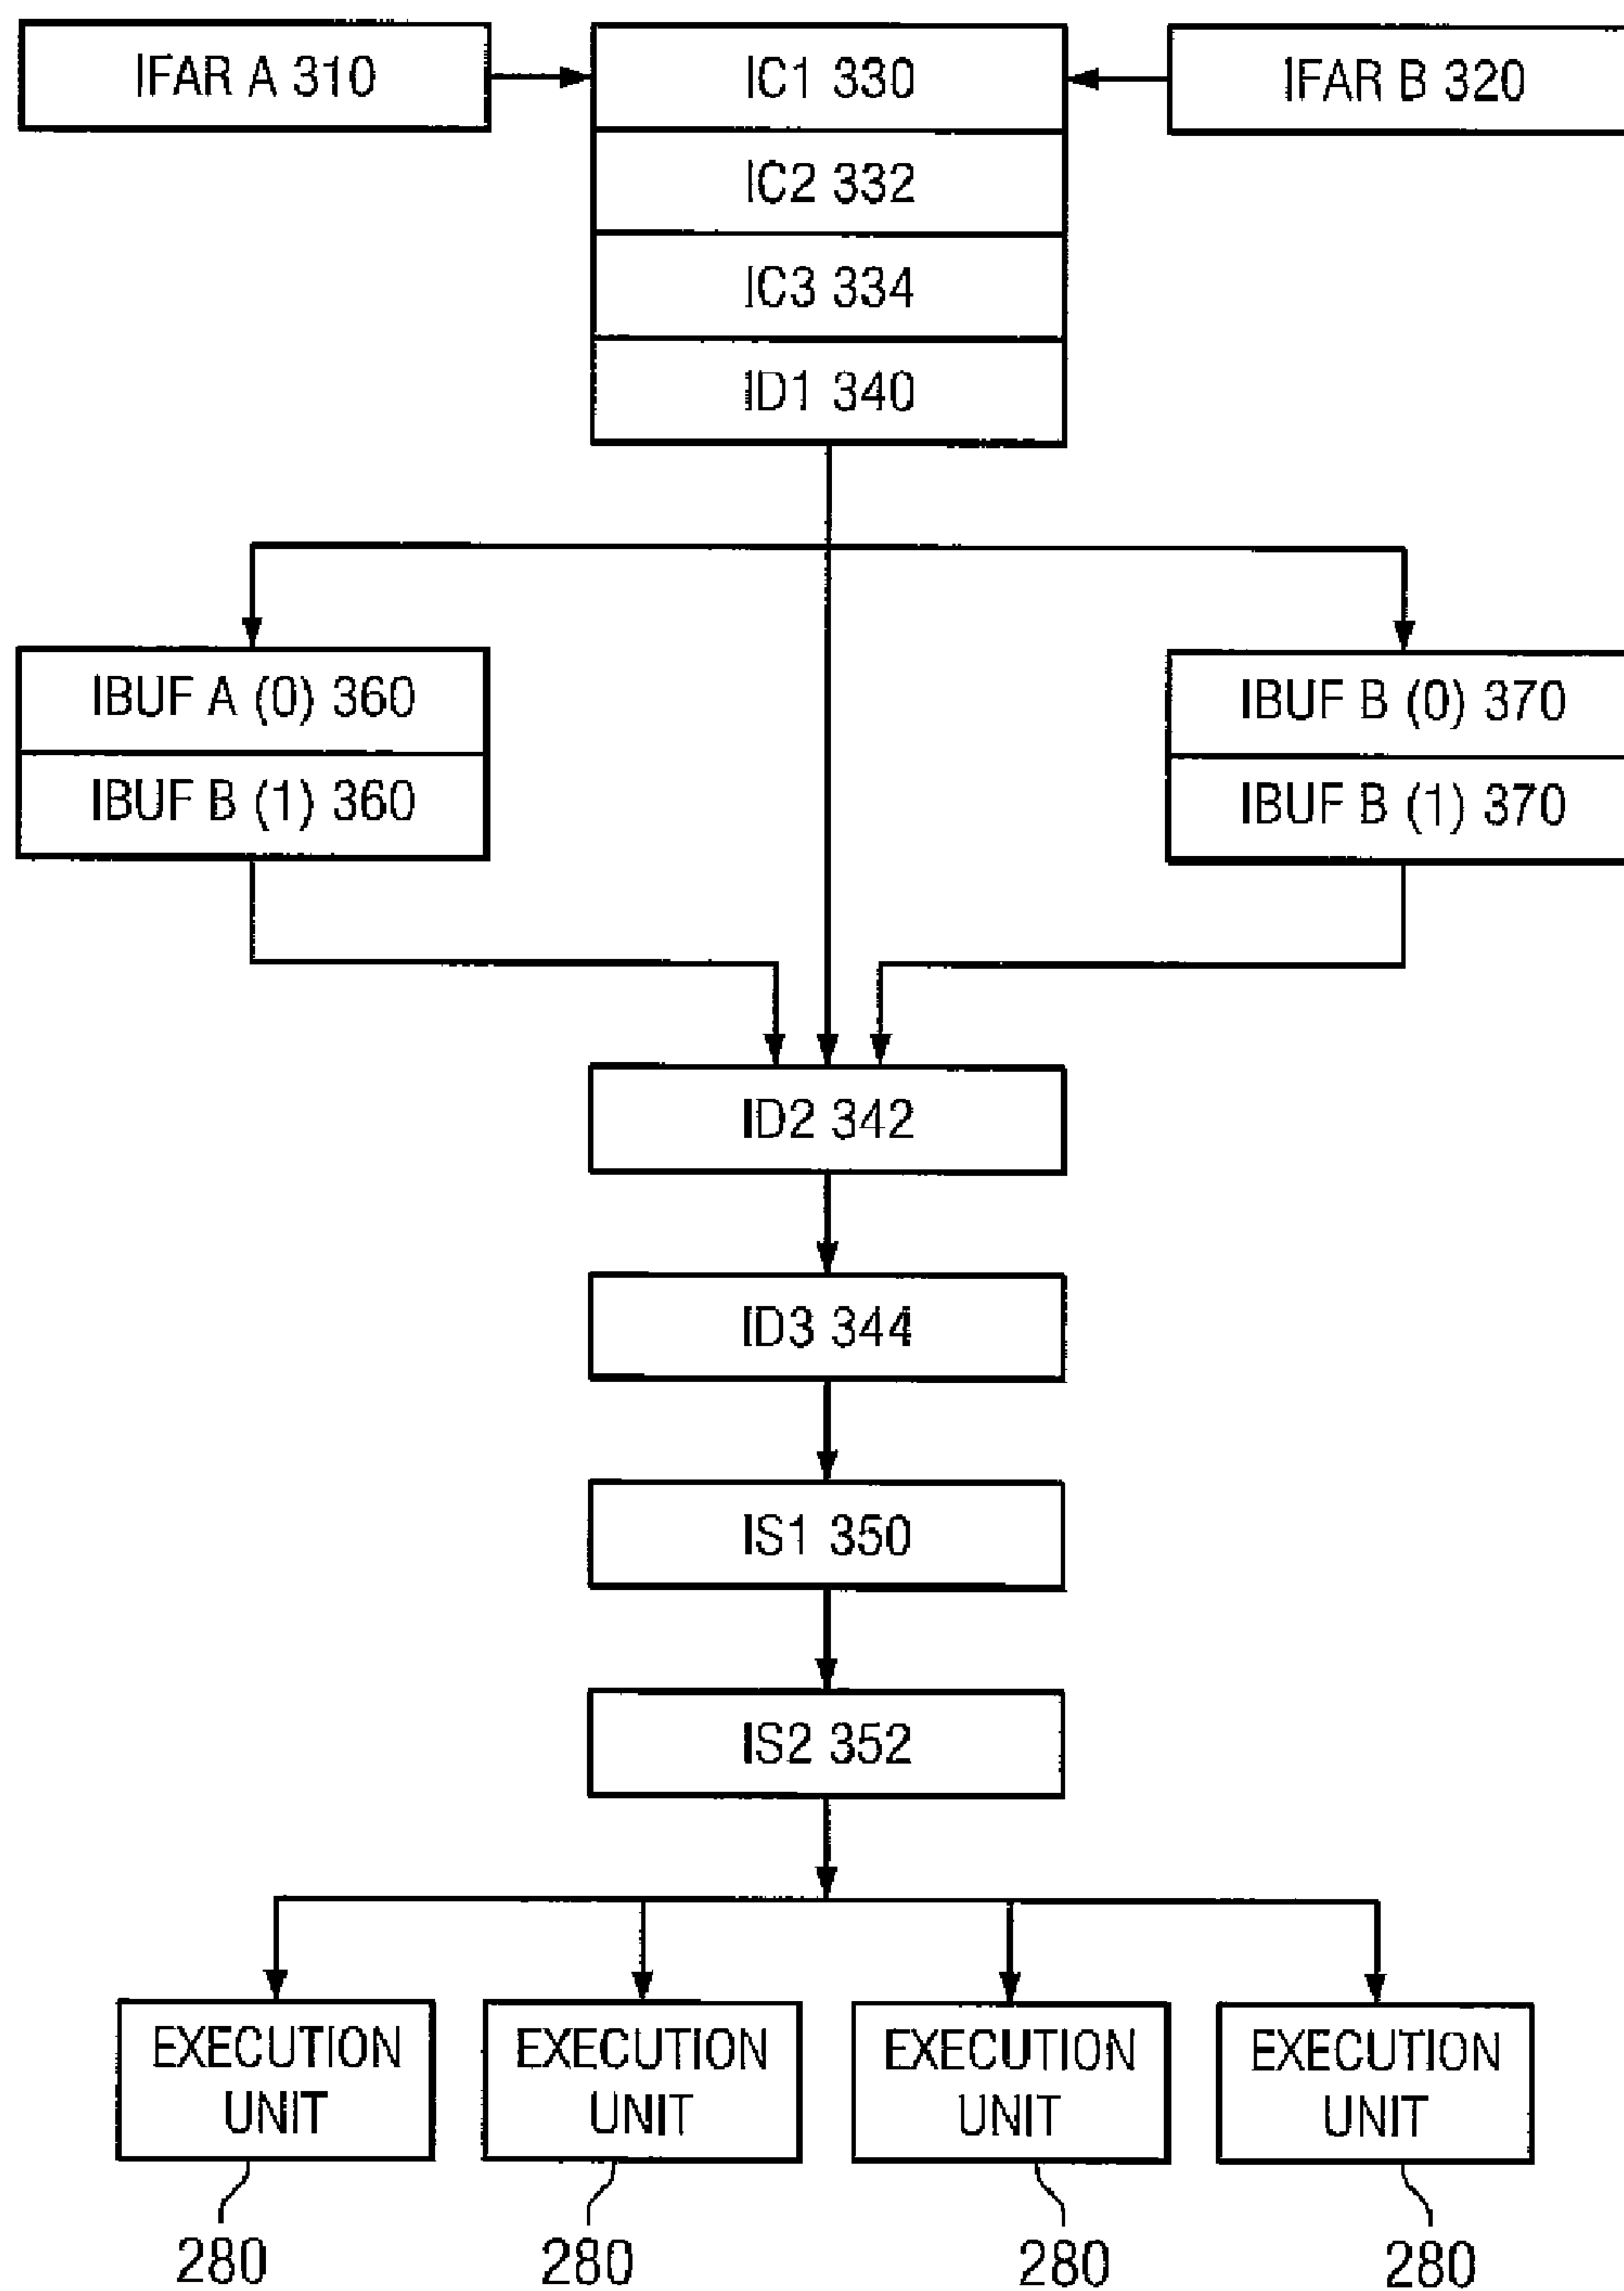 IFAR A 310
IC1 330
IFAR B 320
IC2 332
IC3 334
ID1 340
IBUF A (0) 360
IBUF B (1) 360
IBUF B (0) 370
IBUF B (1) 370
ID2 342
ID3 344
IS1 350
IS2 352
EXECUTION
UNIT
EXECUTION
UNIT
EXECUTION
UNIT
EXECUTION
UNIT
280
280
280
280